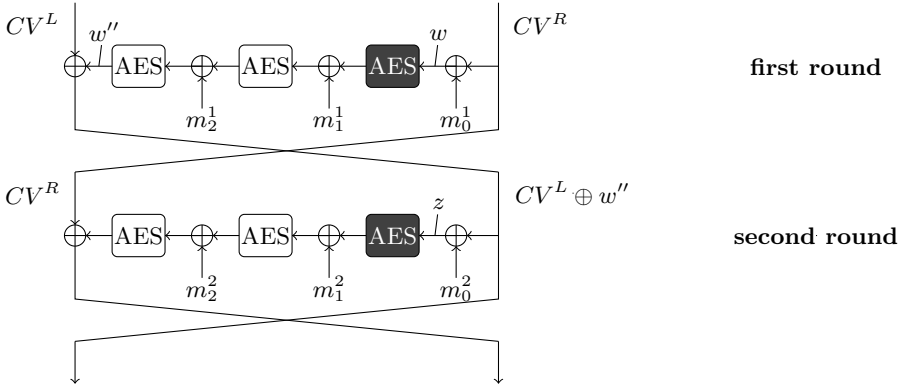 CV^L w'' w CV^R
AES AES AES first round
m_2^1 m_1^1 m_0^1
CV^R z CV^L ⊕ w''
AES AES AES second round
m_2^2 m_1^2 m_0^2